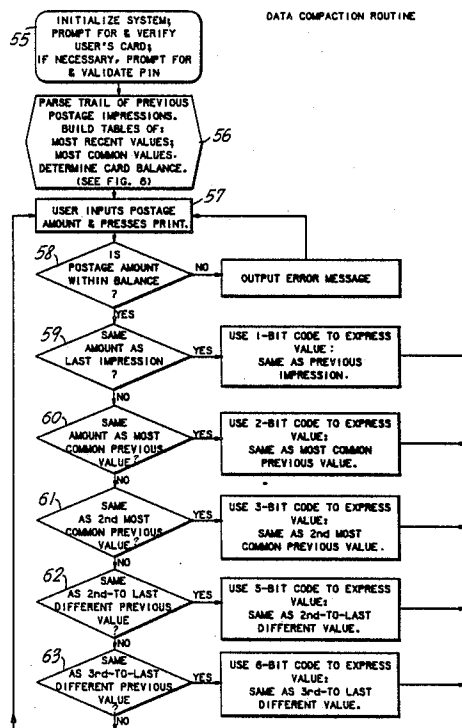 DATA COMPACTION ROUTINE
55
INITIALIZE SYSTEM;
PROMPT FOR & VERIFY
USER'S CARD;
IF NECESSARY, PROMPT FOR
& VALIDATE PIN
PARSE TRAIL OF PREVIOUS
POSTAGE IMPRESSIONS.
BUILD TABLES OF:
MOST RECENT VALUES;
MOST COMMON VALUES.
DETERMINE CARD BALANCE.
(SEE FIG. 6)
56
57
USER INPUTS POSTAGE
AMOUNT & PRESSES PRINT.
58
IS
POSTAGE AMOUNT
WITHIN BALANCE
?
NO
OUTPUT ERROR MESSAGE
YES
59
SAME
AMOUNT AS
LAST IMPRESSION
?
YES
USE 1-BIT CODE TO EXPRESS
VALUE:
SAME AS PREVIOUS
IMPRESSION.
NO
60
SAME
AMOUNT AS MOST
COMMON PREVIOUS
VALUE?
YES
USE 2-BIT CODE TO EXPRESS
VALUE:
SAME AS MOST COMMON
PREVIOUS VALUE.
NO
61
SAME
AS 2nd MOST
COMMON PREVIOUS
VALUE?
YES
USE 3-BIT CODE TO EXPRESS
VALUE:
SAME AS 2nd MOST
COMMON PREVIOUS VALUE.
NO
62
SAME
AS 2nd-TO LAST
DIFFERENT PREVIOUS
VALUE
?
YES
USE 5-BIT CODE TO EXPRESS
VALUE:
SAME AS 2nd-TO-LAST
DIFFERENT VALUE.
NO
63
SAME
AS 3rd-TO-LAST
DIFFERENT PREVIOUS
VALUE
?
YES
USE 6-BIT CODE TO EXPRESS
VALUE:
SAME AS 3rd-TO LAST
DIFFERENT VALUE.
NO